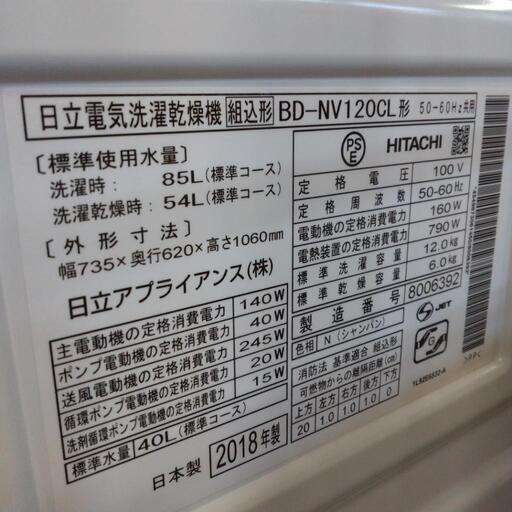 日立電気洗濯乾燥機 組込形 BD-NV120CL形 50-60Hz共用
〔標準使用水量〕
洗濯時： 85L(標準コース)
洗濯乾燥時： 54L(標準コース)
〔外形寸法〕
幅735×奥行620×高さ1060mm
日立アプライアンス(株)
主電動機の定格消費電力 140W
ポンプ電動機の定格消費電力 40W
送風電動機の定格消費電力 245W
循環ポンプ電動機の定格消費電力 20W
洗剤循環ポンプ電動機の定格消費電力 15W
標準水量 40L(標準コース)
日本製 2018年製
PS
E
HITACHI
定格電圧 100V
定格周波数 50-60Hz
電動機の定格消費電力 160W
電熱装置の定格消費電力 790W
標準洗濯容量 12.0kg
標準乾燥容量 6.0kg
製造番号 8006392
色相 N(シャンパン)
消防法 基準適合 組込形
可燃物からの離隔距離(cm)
上方 左方 右方 後方 下方
20 1.0 1.0 1.0 0
S JET
G
>PP<